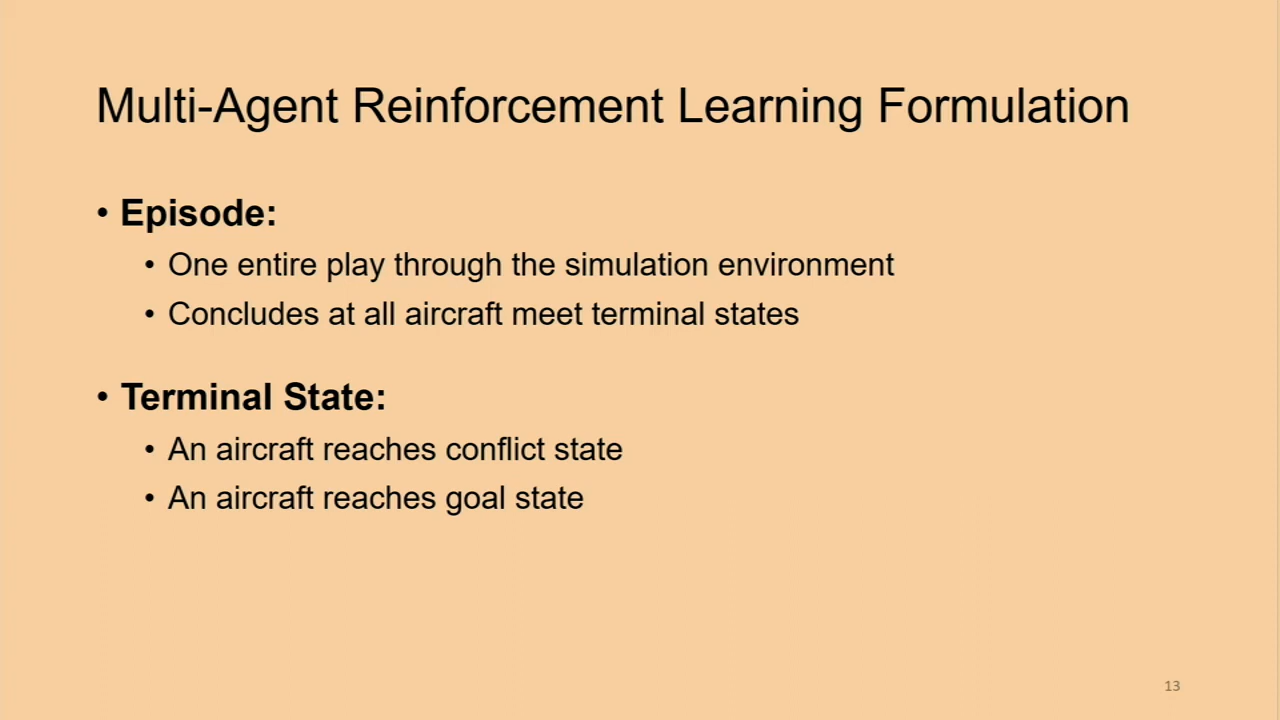 Multi-Agent Reinforcement Learning Formulation
• Episode:
• One entire play through the simulation environment
• Concludes at all aircraft meet terminal states
• Terminal State:
• An aircraft reaches conflict state
• An aircraft reaches goal state
13